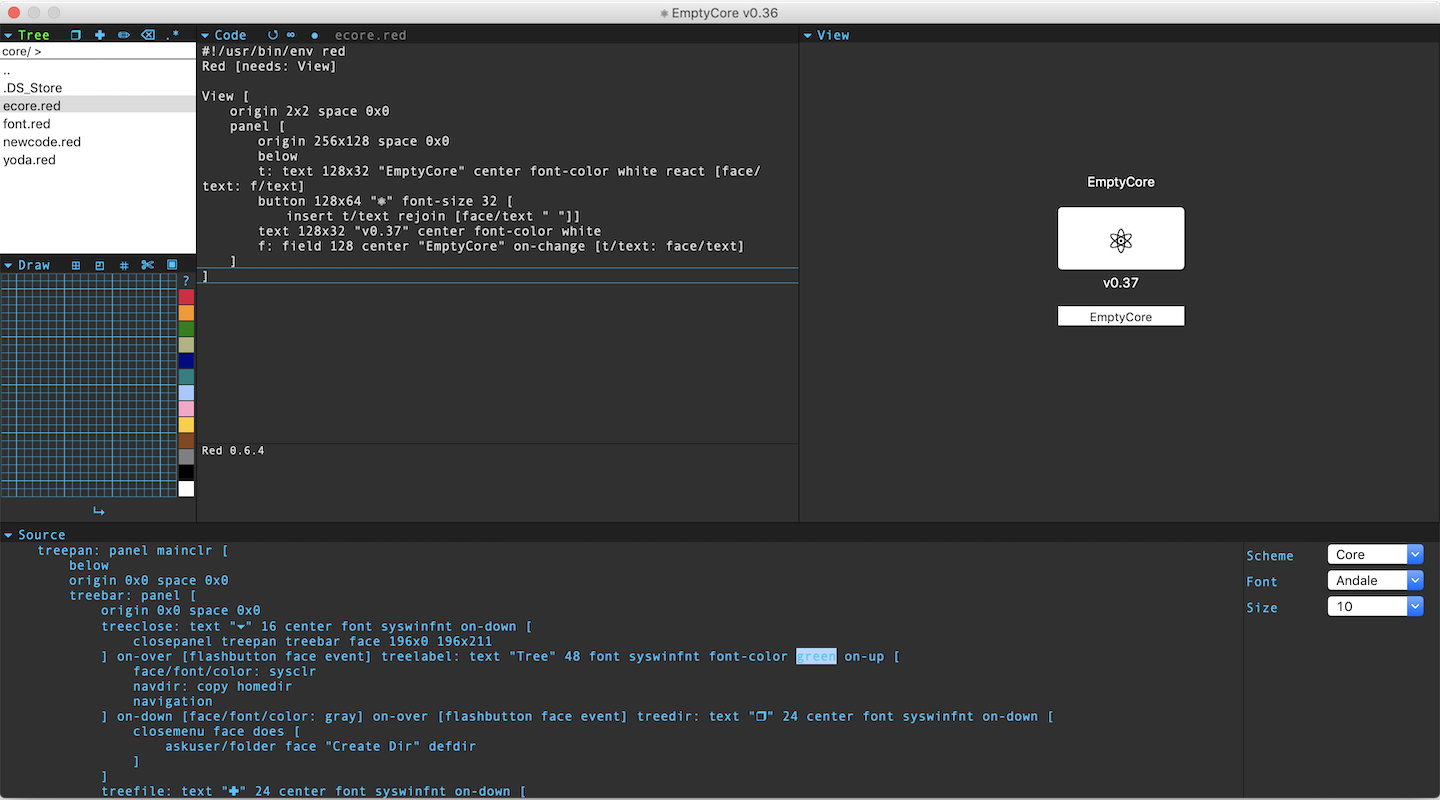 ⚛ EmptyCore v0.36
Tree
core/ >
..
.DS_Store
ecore.red
font.red
newcode.red
yoda.red
Draw
?
Code ecore.red
#!/usr/bin/env red
Red [needs: View]
View [
origin 2x2 space 0x0
panel [
origin 256x128 space 0x0
below
t: text 128x32 "EmptyCore" center font-color white react [face/
text: f/text]
button 128x64 "⚛" font-size 32 [
insert t/text rejoin [face/text " "]]
text 128x32 "v0.37" center font-color white
f: field 128 center "EmptyCore" on-change [t/text: face/text]
]
]
Red 0.6.4
View
EmptyCore
⚛
v0.37
EmptyCore
Source
treepan: panel mainclr [
below
origin 0x0 space 0x0
treebar: panel [
origin 0x0 space 0x0
treeclose: text "⏷" 16 center font syswinfnt on-down [
closepanel treepan treebar face 196x0 196x211
] on-over [flashbutton face event] treelabel: text "Tree" 48 font syswinfnt font-color green on-up [
face/font/color: sysclr
navdir: copy homedir
navigation
] on-down [face/font/color: gray] on-over [flashbutton face event] treedir: text "❐" 24 center font syswinfnt on-down [
closemenu face does [
askuser/folder face "Create Dir" defdir
]
]
treefile: text "✚" 24 center font syswinfnt on-down [
Scheme Core
Font Andale
Size 10